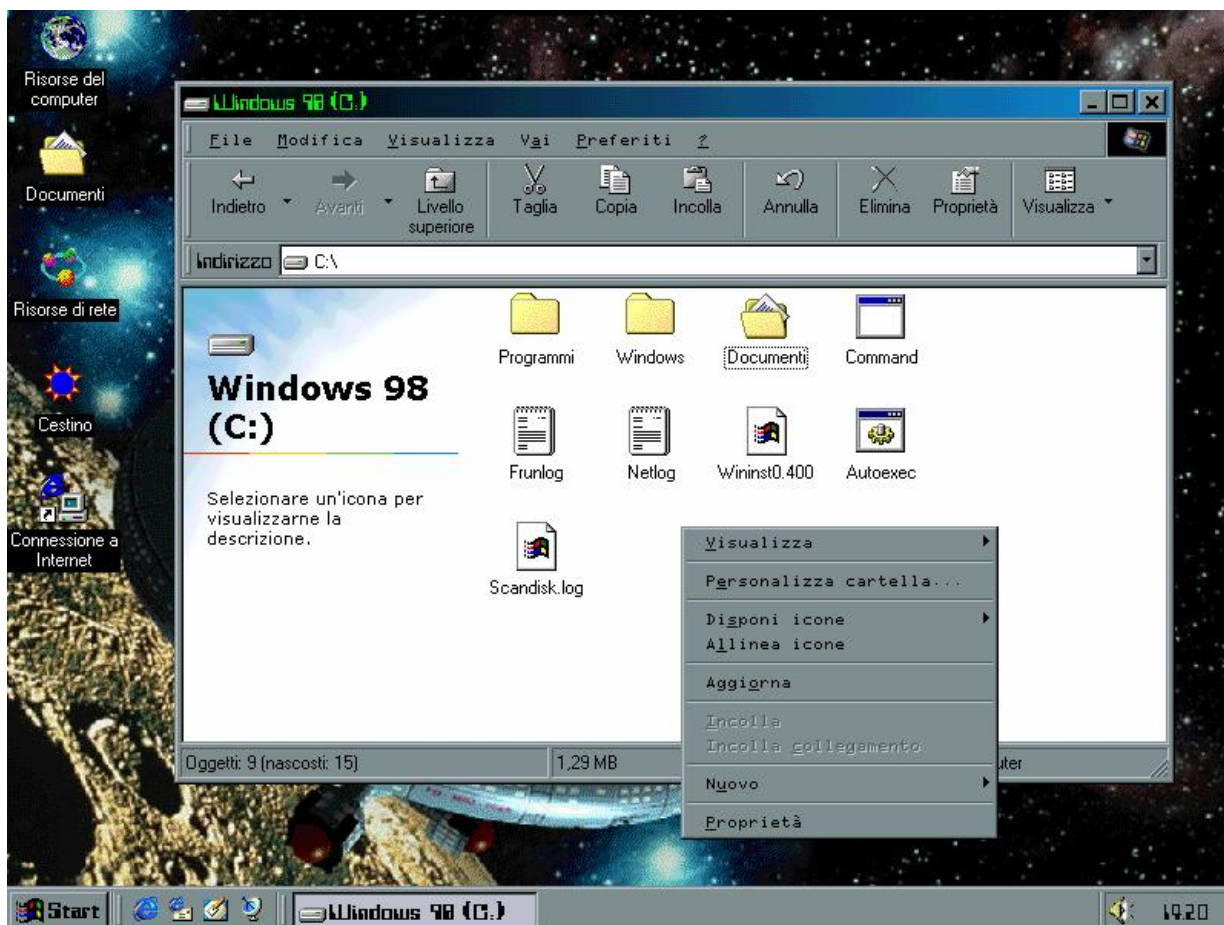 Risorse del
computer
Documenti
Risorse di rete
Cestino
Connessione a
Internet
Windows 98 (C:)
File Modifica Visualizza Vai Preferiti ?
Indietro Avanti Livello
superiore Taglia Copia Incolla Annulla Elimina Proprietà Visualizza
Indirizzo C:\
Windows 98
(C:)
Selezionare un'icona per
visualizzarne la
descrizione.
Programmi Windows Documenti Command
Frunlog Netlog Wininst0.400 Autoexec
Scandisk.log
Visualizza
Personalizza cartella...
Disponi icone
Allinea icone
Aggiorna
Incolla
Incolla collegamento
Nuovo
Proprietà
Oggetti: 9 (nascosti: 15) 1,29 MB
Start Windows 98 (C:) 19.20